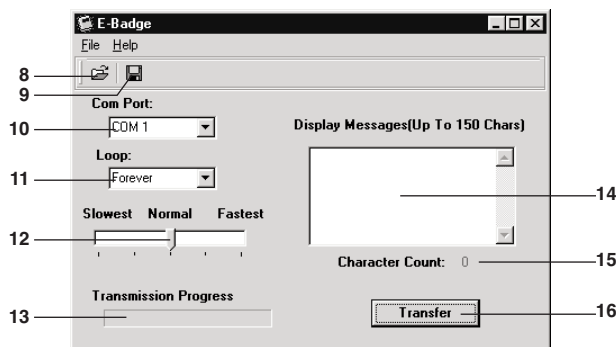 E-Badge
File Help
8
9
Com Port:
10 COM 1
Display Messages(Up To 150 Chars)
Loop:
11 Forever
14
Slowest Normal Fastest
12
Character Count: 0 15
Transmission Progress
13
Transfer 16